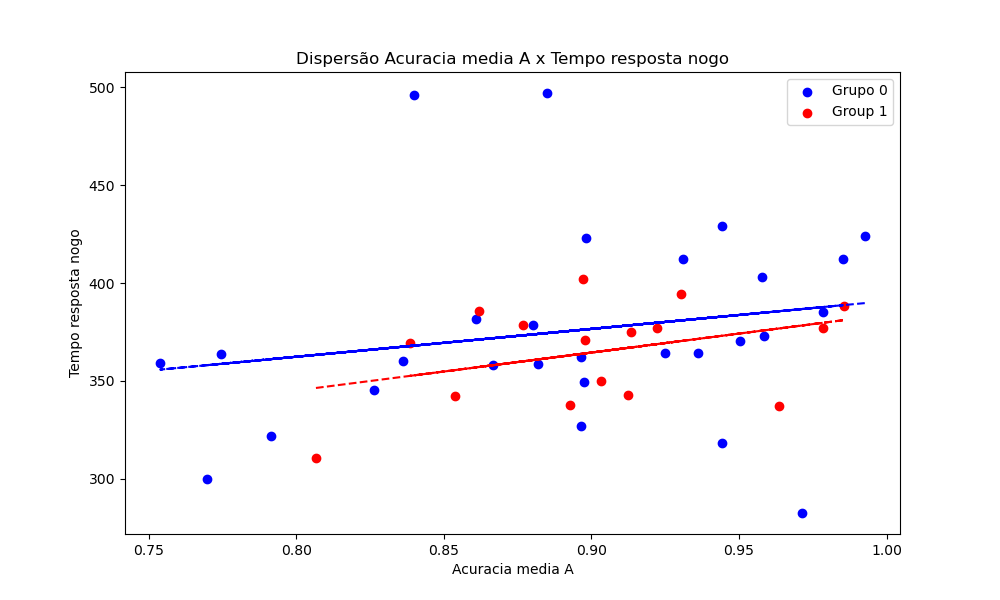 Dispersão Acuracia media A x Tempo resposta nogo
Grupo 0
Group 1
500
450
400
350
300
Tempo resposta nogo
0.75 0.80 0.85 0.90 0.95 1.00
Acuracia media A